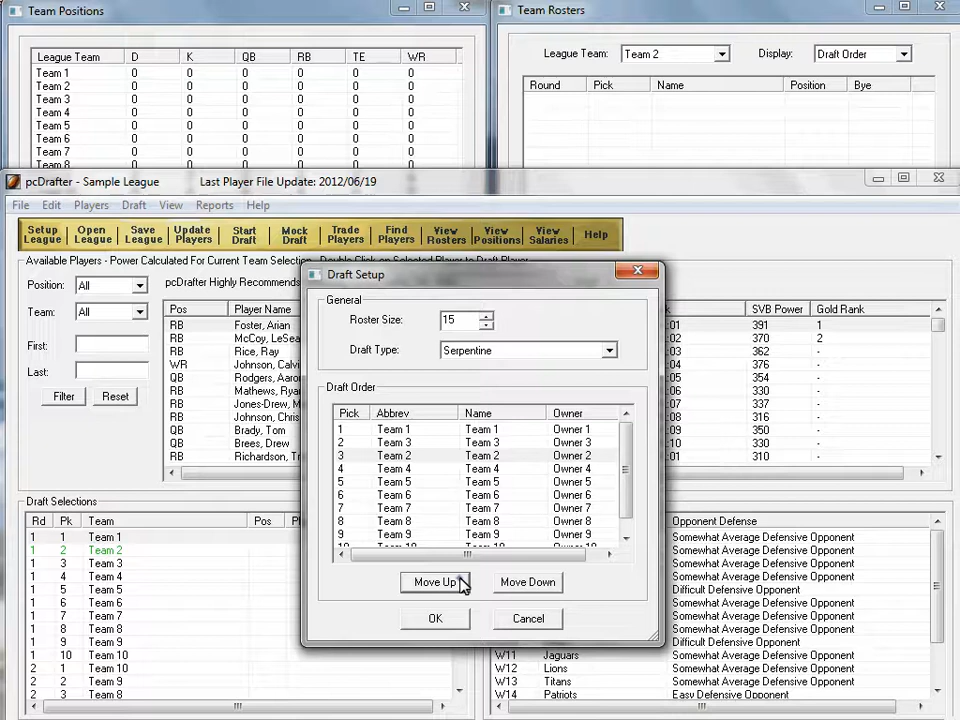 Team Positions
League Team D K QB RB TE WR
Team 1 0 0 0 0 0 0
Team 2 0 0 0 0 0 0
Team 3 0 0 0 0 0 0
Team 4 0 0 0 0 0 0
Team 5 0 0 0 0 0 0
Team 6 0 0 0 0 0 0
Team 7 0 0 0 0 0 0
Team 8 0 0 0 0 0 0
Team Rosters
League Team: Team 2 Display: Draft Order
Round Pick Name Position Bye
pcDrafter - Sample League Last Player File Update: 2012/06/19
File Edit Players Draft View Reports Help
Setup League Open League Save League Update Players Start Draft Mock Draft Trade Players Find Players View Rosters View Positions View Salaries Help
Available Players - Power Calculated For Current Team Selection - Double Click on Selected Player to Draft Player
Position: All
Team: All
First:
Last:
Filter Reset
pcDrafter Highly Recommends
Pos Player Name
RB Foster, Arian
RB McCoy, LeSea
RB Rice, Ray
WR Johnson, Calvi
QB Rodgers, Aaro
RB Mathews, Ryan
RB Jones-Drew, M
RB Johnson, Chris
QB Brady, Tom
QB Brees, Drew
RB Richardson, T
SVB Power Gold Rank
:01 391 1
:02 370 2
:03 362 -
:04 376 -
:05 354 -
:06 330 -
:07 337 -
:08 316 -
:09 330 -
:10 330 -
:01 310 -
Draft Setup
General
Roster Size: 15
Draft Type: Serpentine
Draft Order
Pick Abbrev Name Owner
1 Team 1 Team 1 Owner 1
2 Team 3 Team 3 Owner 3
3 Team 2 Team 2 Owner 2
4 Team 4 Team 4 Owner 4
5 Team 5 Team 5 Owner 5
6 Team 6 Team 6 Owner 6
7 Team 7 Team 7 Owner 7
8 Team 8 Team 8 Owner 8
9 Team 9 Team 9 Owner 9
10 Team 10 Team 10 Owner 10
Move Up Move Down
OK Cancel
Draft Selections
Rd Pk Team Pos Pl
1 1 Team 1
1 2 Team 2
1 3 Team 3
1 4 Team 4
1 5 Team 5
1 6 Team 6
1 7 Team 7
1 8 Team 8
1 9 Team 9
1 10 Team 10
2 1 Team 10
2 2 Team 9
2 3 Team 8
Opponent Defense
Somewhat Average Defensive Opponent
Somewhat Average Defensive Opponent
Somewhat Average Defensive Opponent
Somewhat Average Defensive Opponent
Difficult Defensive Opponent
Somewhat Average Defensive Opponent
Somewhat Average Defensive Opponent
Somewhat Average Defensive Opponent
Difficult Defensive Opponent
W11 Jaguars Somewhat Average Defensive Opponent
W12 Lions Somewhat Average Defensive Opponent
W13 Titans Somewhat Average Defensive Opponent
W14 Patriots Easy Defensive Opponent